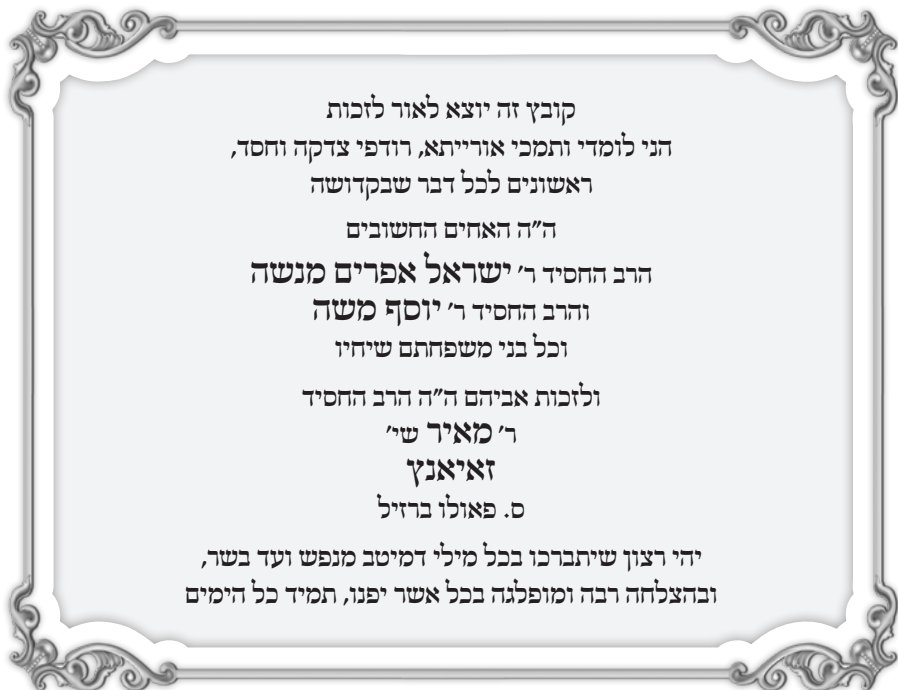 קובץ זה יוצא לאור לזכות
הני לומדי ותמכי אורייתא, רודפי צדקה וחסד,
ראשונים לכל דבר שבקדושה
ה״ה האחים החשובים
הרב החסיד ר׳ ישראל אפרים מנשה
והרב החסיד ר׳ יוסף משה
וכל בני משפחתם שיחיו
ולזכות אביהם ה״ה הרב החסיד
ר׳ מאיר שי׳
זאיאנץ
ס. פאולו ברזיל
יהי רצון שיתברכו בכל מילי דמיטב מנפש ועד בשר,
ובהצלחה רבה ומופלגה בכל אשר יפנו, תמיד כל הימים